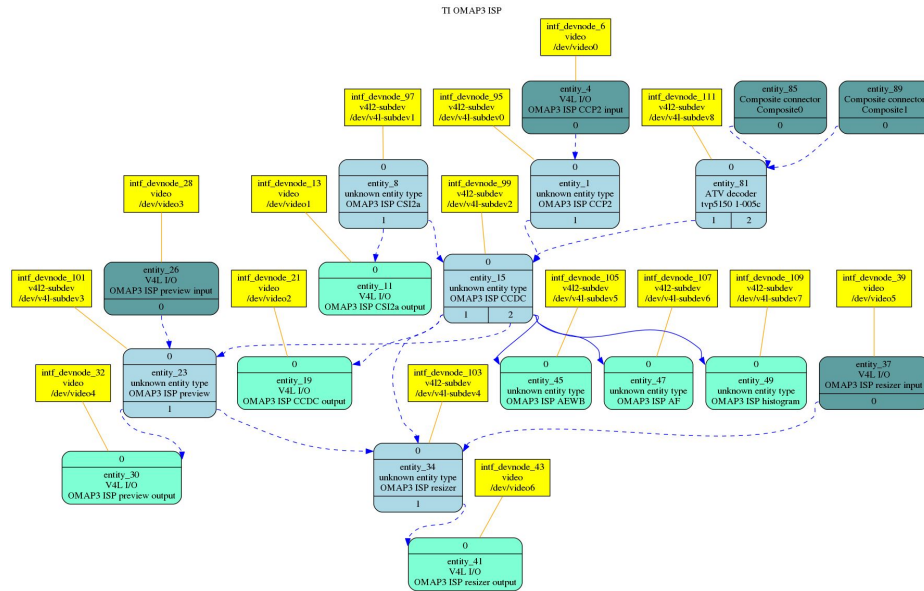 TI OMAP3 ISP
intf_devnode_6
video
/dev/video0
intf_devnode_97
v4l2-subdev
/dev/v4l-subdev1
intf_devnode_95
v4l2-subdev
/dev/v4l-subdev0
entity_4
V4L I/O
OMAP3 ISP CCP2 input
0
intf_devnode_111
v4l2-subdev
/dev/v4l-subdev8
entity_85
Composite connector
Composite0
0
entity_89
Composite connector
Composite1
0
intf_devnode_28
video
/dev/video3
intf_devnode_13
video
/dev/video1
0
entity_8
unknown entity type
OMAP3 ISP CSI2a
1
intf_devnode_99
v4l2-subdev
/dev/v4l-subdev2
0
entity_1
unknown entity type
OMAP3 ISP CCP2
1
0
entity_81
ATV decoder
tvp5150 1-005c
1 2
intf_devnode_101
v4l2-subdev
/dev/v4l-subdev3
entity_26
V4L I/O
OMAP3 ISP preview input
0
intf_devnode_21
video
/dev/video2
0
entity_11
V4L I/O
OMAP3 ISP CSI2a output
0
entity_15
unknown entity type
OMAP3 ISP CCDC
1 2
intf_devnode_105
v4l2-subdev
/dev/v4l-subdev5
intf_devnode_107
v4l2-subdev
/dev/v4l-subdev6
intf_devnode_109
v4l2-subdev
/dev/v4l-subdev7
intf_devnode_39
video
/dev/video5
intf_devnode_32
video
/dev/video4
0
entity_23
unknown entity type
OMAP3 ISP preview
1
0
entity_19
V4L I/O
OMAP3 ISP CCDC output
intf_devnode_103
v4l2-subdev
/dev/v4l-subdev4
0
entity_45
unknown entity type
OMAP3 ISP AEWB
0
entity_47
unknown entity type
OMAP3 ISP AF
0
entity_49
unknown entity type
OMAP3 ISP histogram
entity_37
V4L I/O
OMAP3 ISP resizer input
0
0
entity_30
V4L I/O
OMAP3 ISP preview output
0
entity_34
unknown entity type
OMAP3 ISP resizer
1
intf_devnode_43
video
/dev/video6
0
entity_41
V4L I/O
OMAP3 ISP resizer output